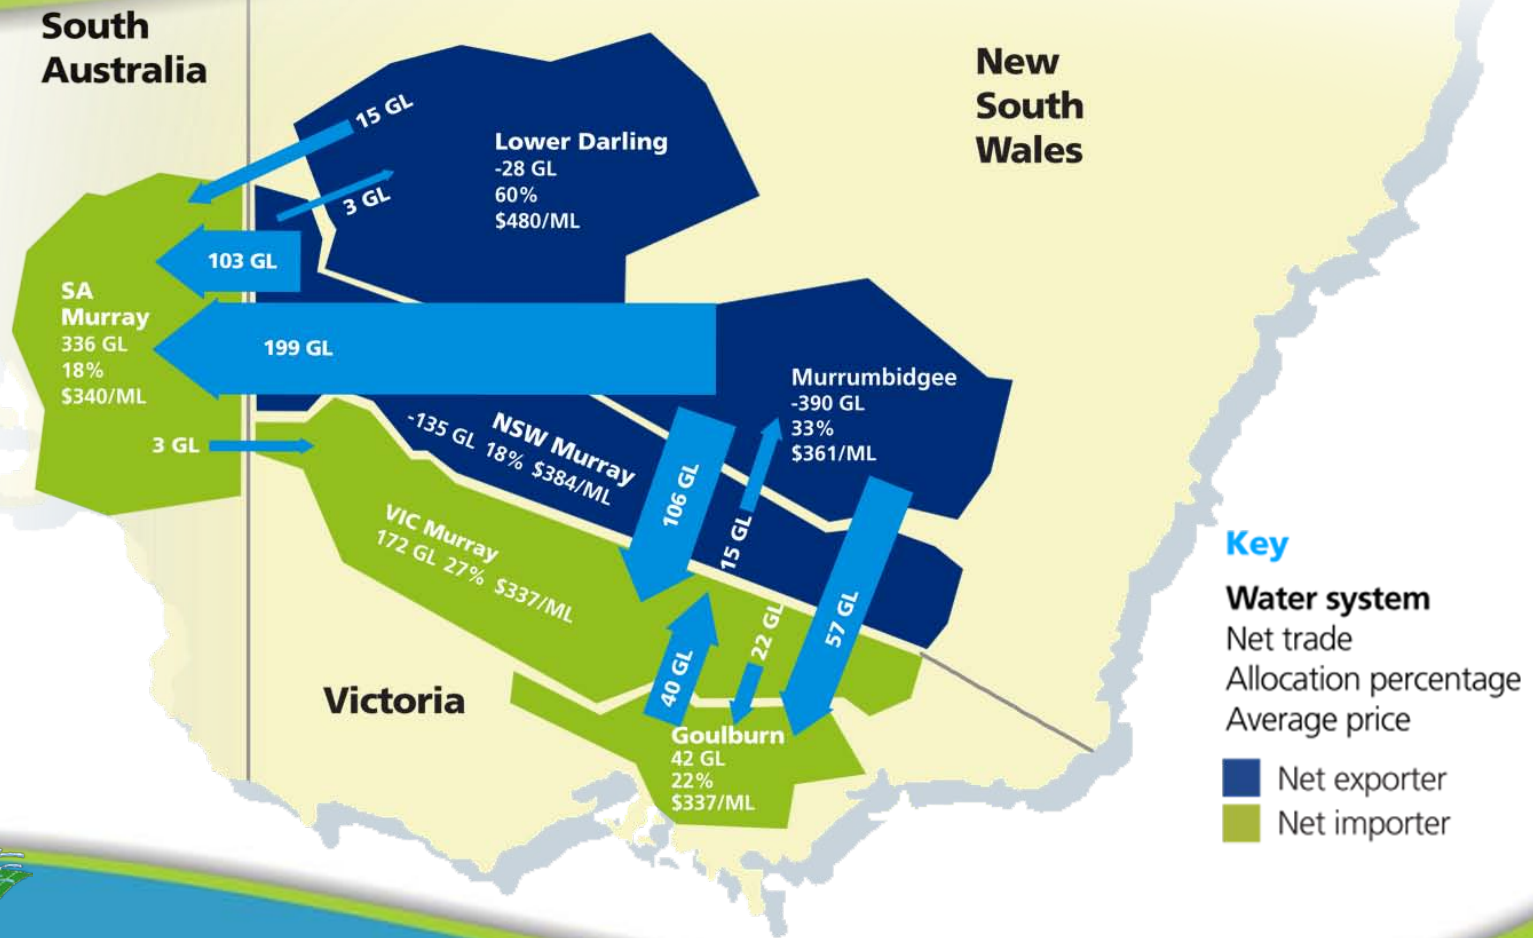 South
Australia
New
South
Wales
15 GL
Lower Darling
-28 GL
60%
$480/ML
3 GL
103 GL
SA
Murray
336 GL
18%
$340/ML
199 GL
Murrumbidgee
-390 GL
33%
$361/ML
3 GL
NSW Murray
-135 GL 18% $384/ML
106 GL
15 GL
VIC Murray
172 GL 27% $337/ML
57 GL
22 GL
40 GL
Victoria
Goulburn
42 GL
22%
$337/ML
Key
Water system
Net trade
Allocation percentage
Average price
Net exporter
Net importer